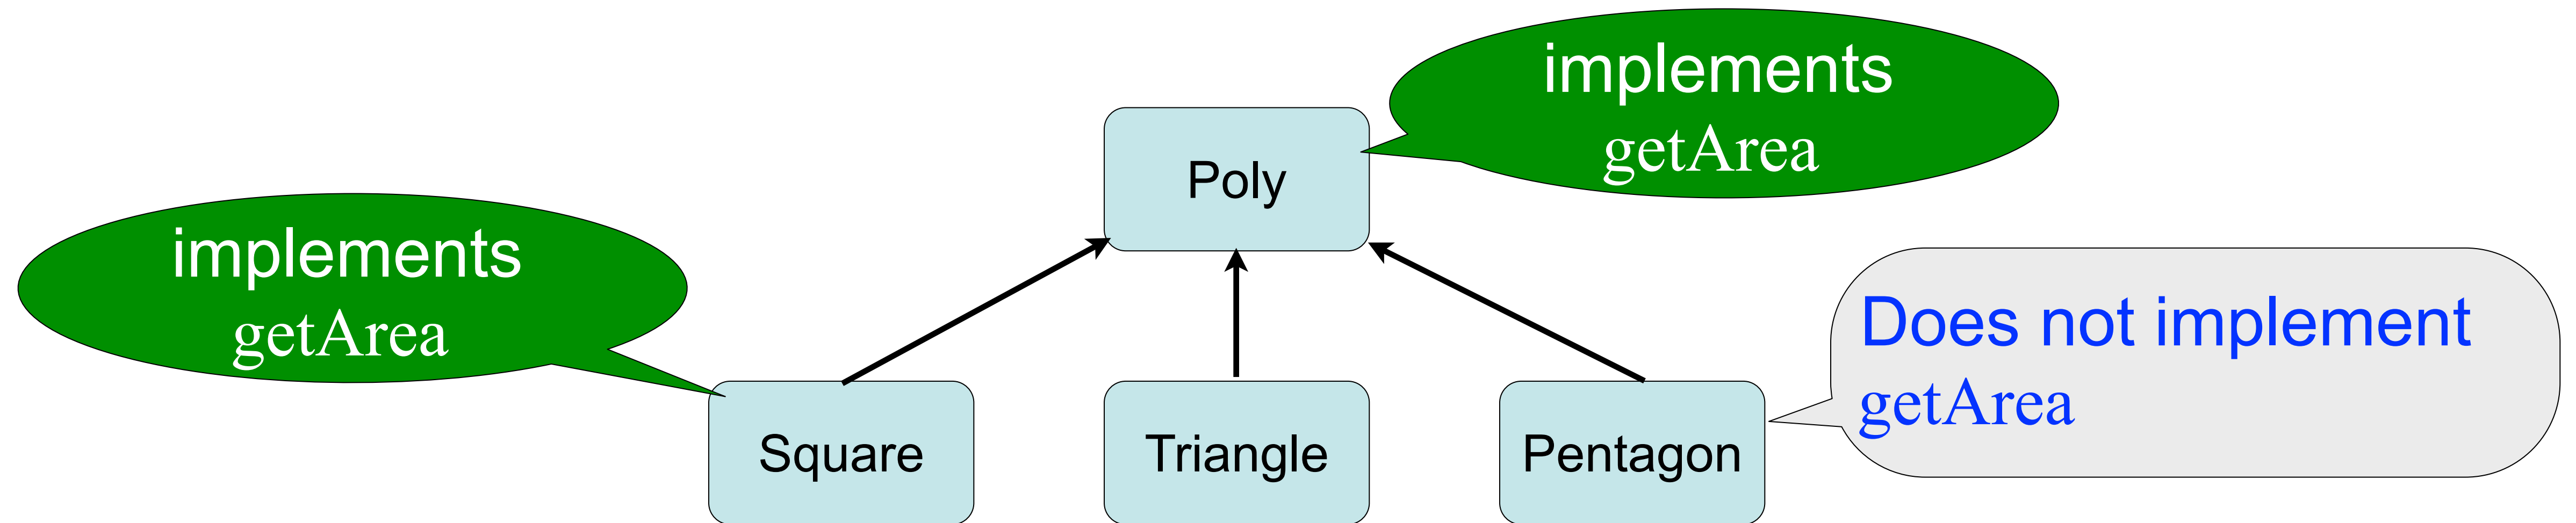 implements
getArea
Poly
implements
getArea
Does not implement
getArea
Square
Triangle
Pentagon